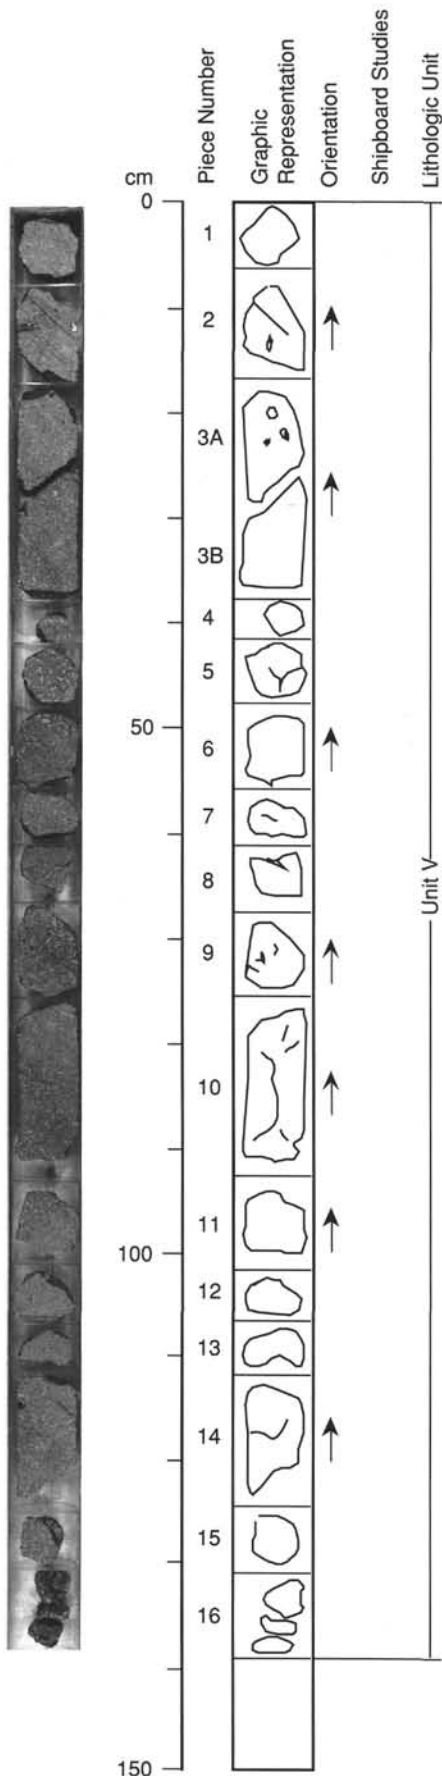 cm
Piece Number
Graphic
Representation
Orientation
Shipboard Studies
Lithologic Unit
0
1
2
3A
3B
4
5
50
6
7
8
Unit V
9
10
11
100
12
13
14
15
16
150